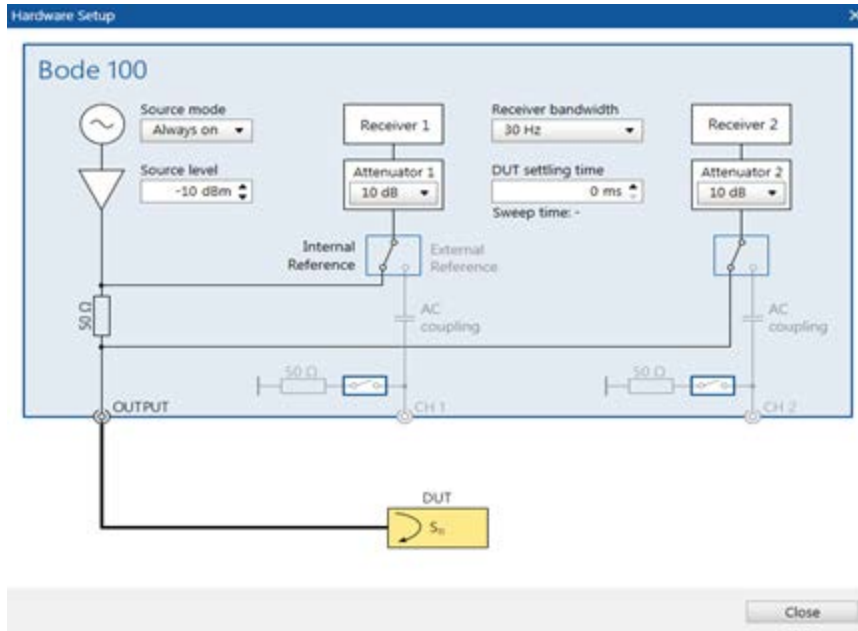 Hardware Setup
Bode 100
Source mode
Always on
Source level
-10 dBm
Receiver 1
Attenuator 1
10 dB
Receiver bandwidth
30 Hz
DUT settling time
0 ms
Sweep time: -
Receiver 2
Attenuator 2
10 dB
Internal
Reference
External
Reference
50 Ω
AC
coupling
AC
coupling
50 Ω
50 Ω
OUTPUT
CH 1
CH 2
DUT
S₁₁
Close